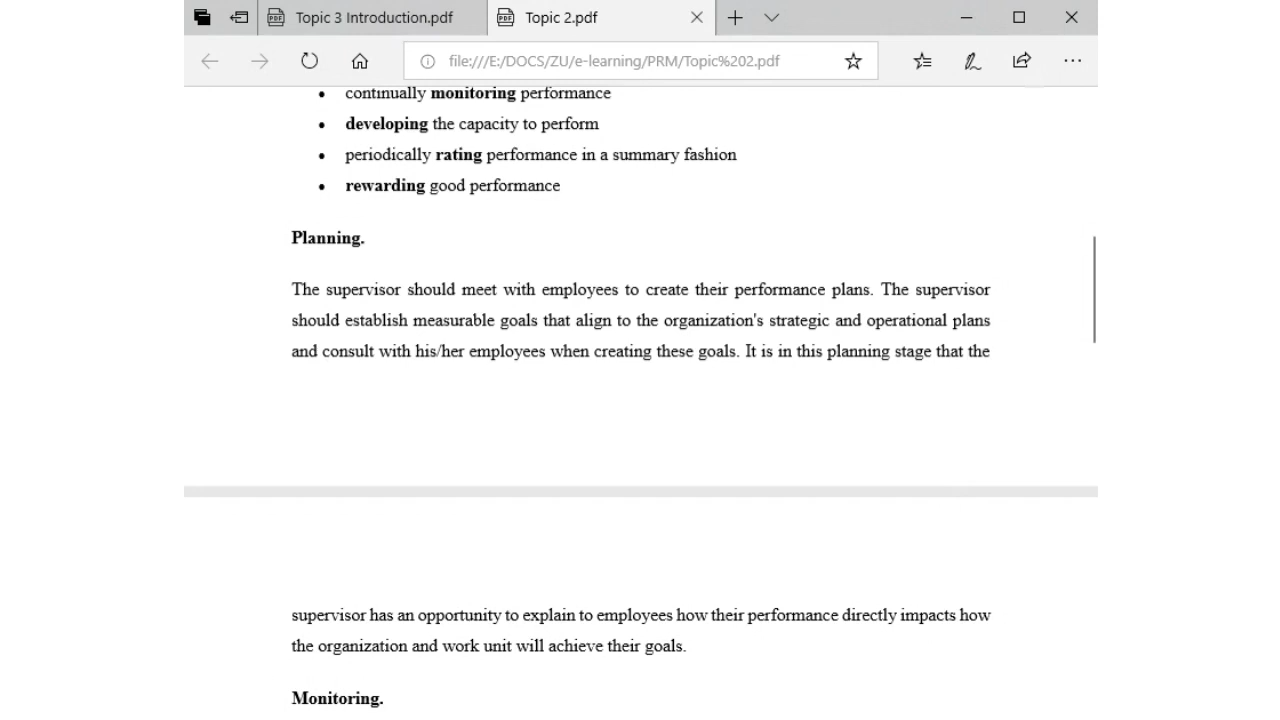 Topic 3 Introduction.pdf
Topic 2.pdf
file:///E:/DOCS/ZU/e-learning/PRM/Topic%202.pdf
• continually monitoring performance
• developing the capacity to perform
• periodically rating performance in a summary fashion
• rewarding good performance
Planning.
The supervisor should meet with employees to create their performance plans. The supervisor
should establish measurable goals that align to the organization's strategic and operational plans
and consult with his/her employees when creating these goals. It is in this planning stage that the
supervisor has an opportunity to explain to employees how their performance directly impacts how
the organization and work unit will achieve their goals.
Monitoring.